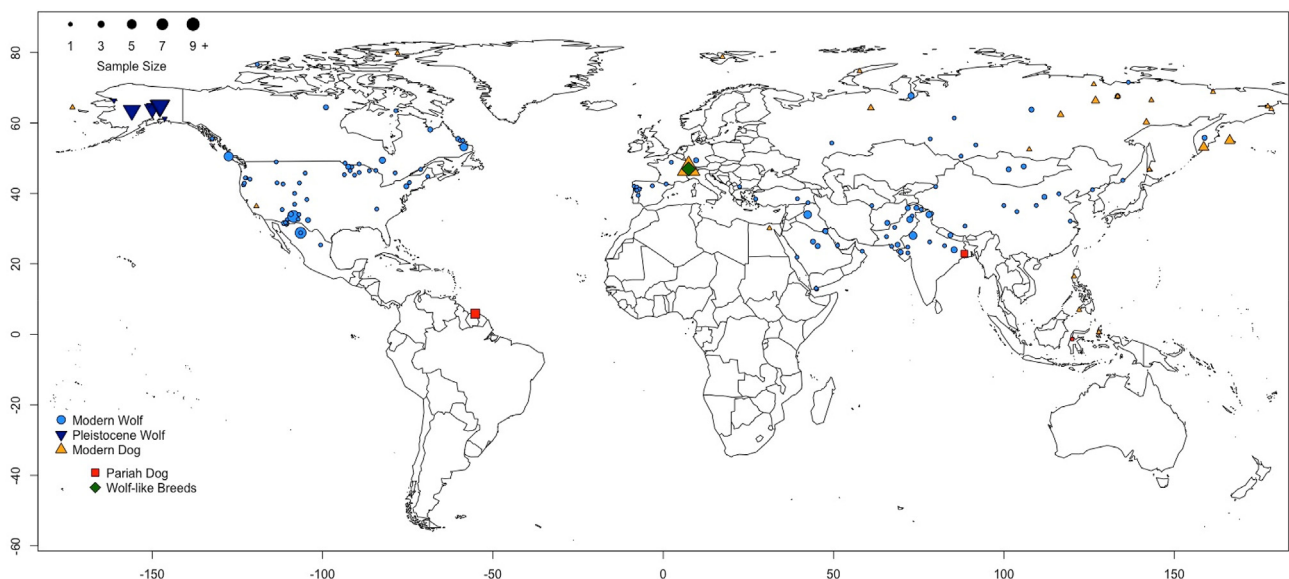 1 3 5 7 9 +
Sample Size
80
60
40
20
0
-20
-40
-60
Modern Wolf
Pleistocene Wolf
Modern Dog
Pariah Dog
Wolf-like Breeds
-150 -100 -50 0 50 100 150